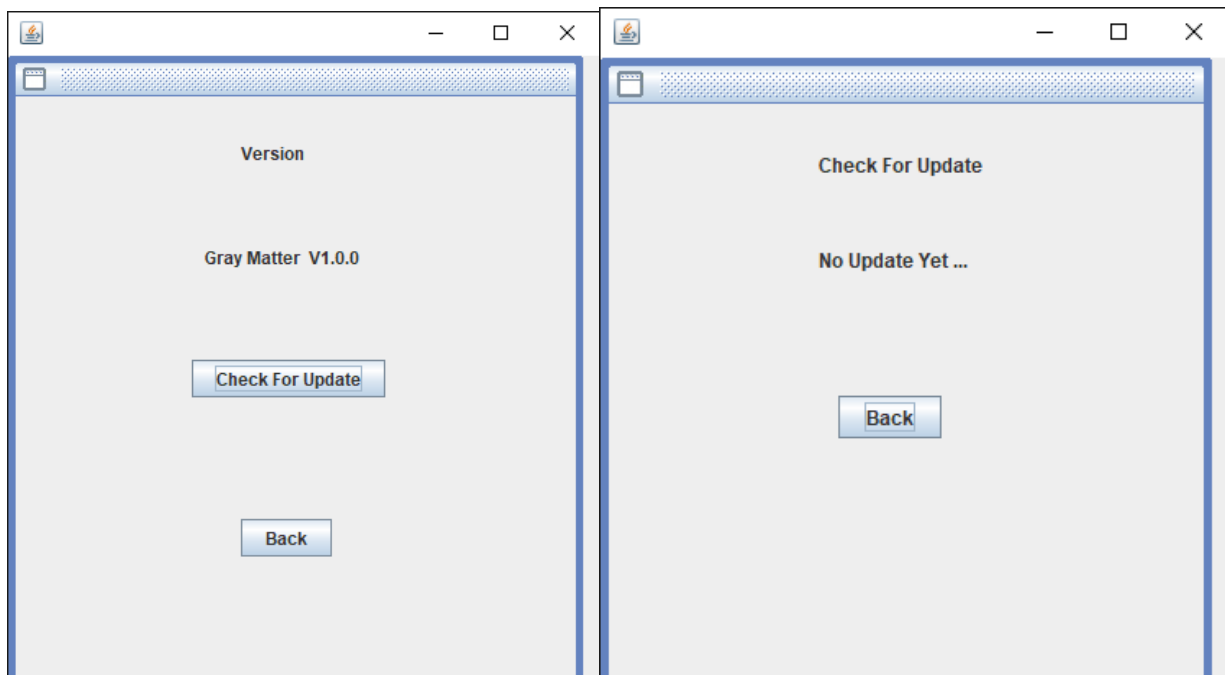 Version
Gray Matter  V1.0.0
Check For Update
Back
Check For Update
No Update Yet ...
Back